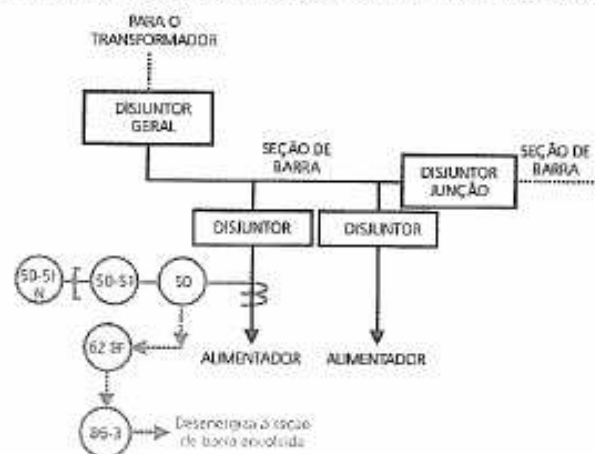 PARA O
TRANSFORMADOR
DISJUNTOR
GERAL
SEÇÃO DE
BARRA
SEÇÃO DE
BARRA
DISJUNTOR
JUNÇÃO
DISJUNTOR
DISJUNTOR
50-51
N
50-51
50
62 BF
ALIMENTADOR
ALIMENTADOR
86-3
Desenergiza a seção
de barra envolvida